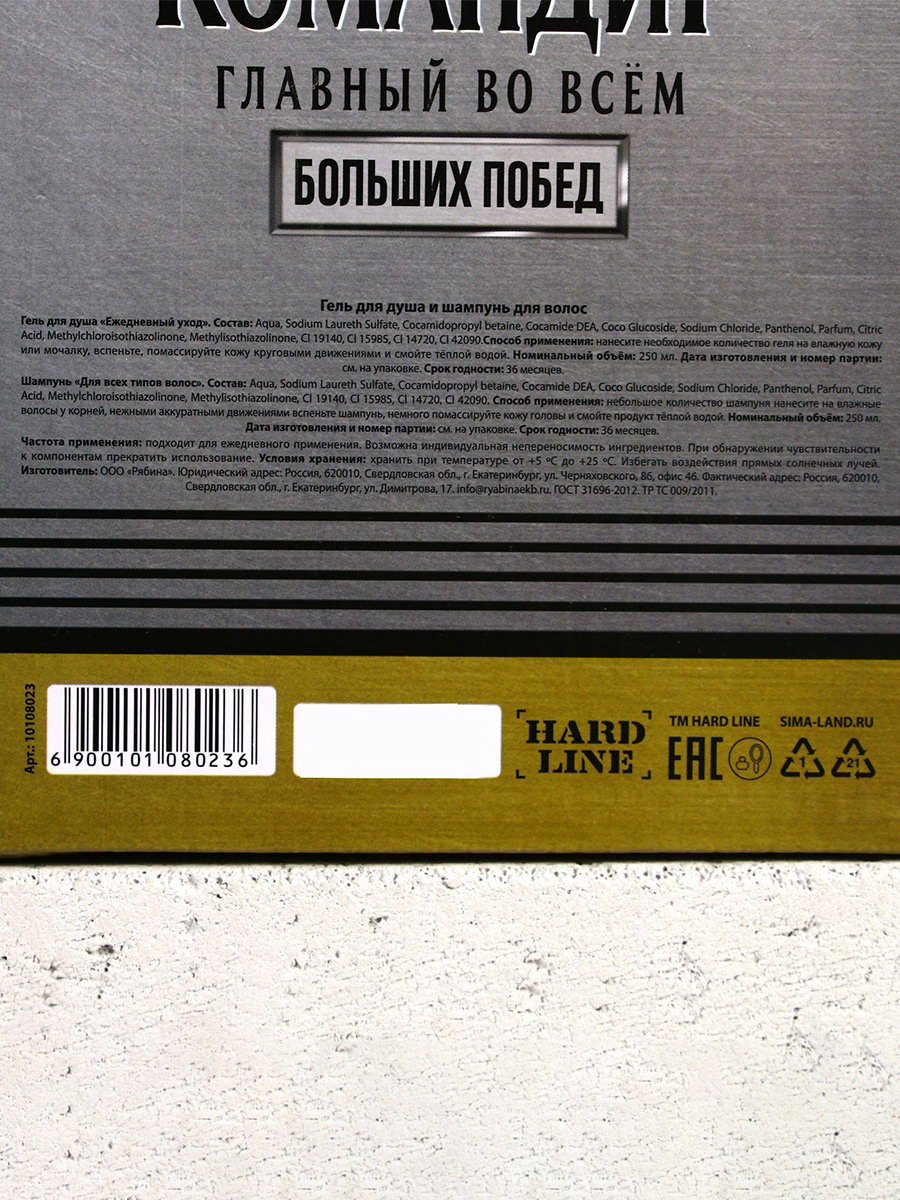 КОМАНДИР
ГЛАВНЫЙ ВО ВСЁМ
БОЛЬШИХ ПОБЕД
Гель для душа и шампунь для волос
Гель для душа «Ежедневный уход». Состав: Aqua, Sodium Laureth Sulfate, Cocamidopropyl betaine, Cocamide DEA, Coco Glucoside, Sodium Chloride, Panthenol, Parfum, Citric
Acid, Methylchloroisothiazolinone, Methylisothiazolinone, CI 19140, CI 15985, CI 14720, CI 42090.Способ применения: нанесите необходимое количество геля на влажную кожу
или мочалку, вспеньте, помассируйте кожу круговыми движениями и смойте тёплой водой. Номинальный объём: 250 мл. Дата изготовления и номер партии:
см. на упаковке. Срок годности: 36 месяцев.
Шампунь «Для всех типов волос». Состав: Aqua, Sodium Laureth Sulfate, Cocamidopropyl betaine, Cocamide DEA, Coco Glucoside, Sodium Chloride, Panthenol, Parfum, Citric
Acid, Methylchloroisothiazolinone, Methylisothiazolinone, CI 19140, CI 15985, CI 14720, CI 42090. Способ применения: небольшое количество шампуня нанесите на влажные
волосы у корней, нежными аккуратными движениями вспеньте шампунь, немного помассируйте кожу головы и смойте продукт тёплой водой. Номинальный объём: 250 мл.
Дата изготовления и номер партии: см. на упаковке. Срок годности: 36 месяцев.
Частота применения: подходит для ежедневного применения. Возможна индивидуальная непереносимость ингредиентов. При обнаружении чувствительности
к компонентам прекратить использование. Условия хранения: хранить при температуре от +5 °С до +25 °С. Избегать воздействия прямых солнечных лучей.
Изготовитель: ООО «Рябина». Юридический адрес: Россия, 620010, Свердловская обл., г. Екатеринбург, ул. Черняховского, 86, офис 46. Фактический адрес: Россия, 620010,
Свердловская обл., г. Екатеринбург, ул. Димитрова, 17. info@ryabinaekb.ru. ГОСТ 31696-2012. ТР ТС 009/2011.
Арт.: 10108023
6 900101 080236
HARD
LINE
TM HARD LINE SIMA-LAND.RU
EAC
1
21